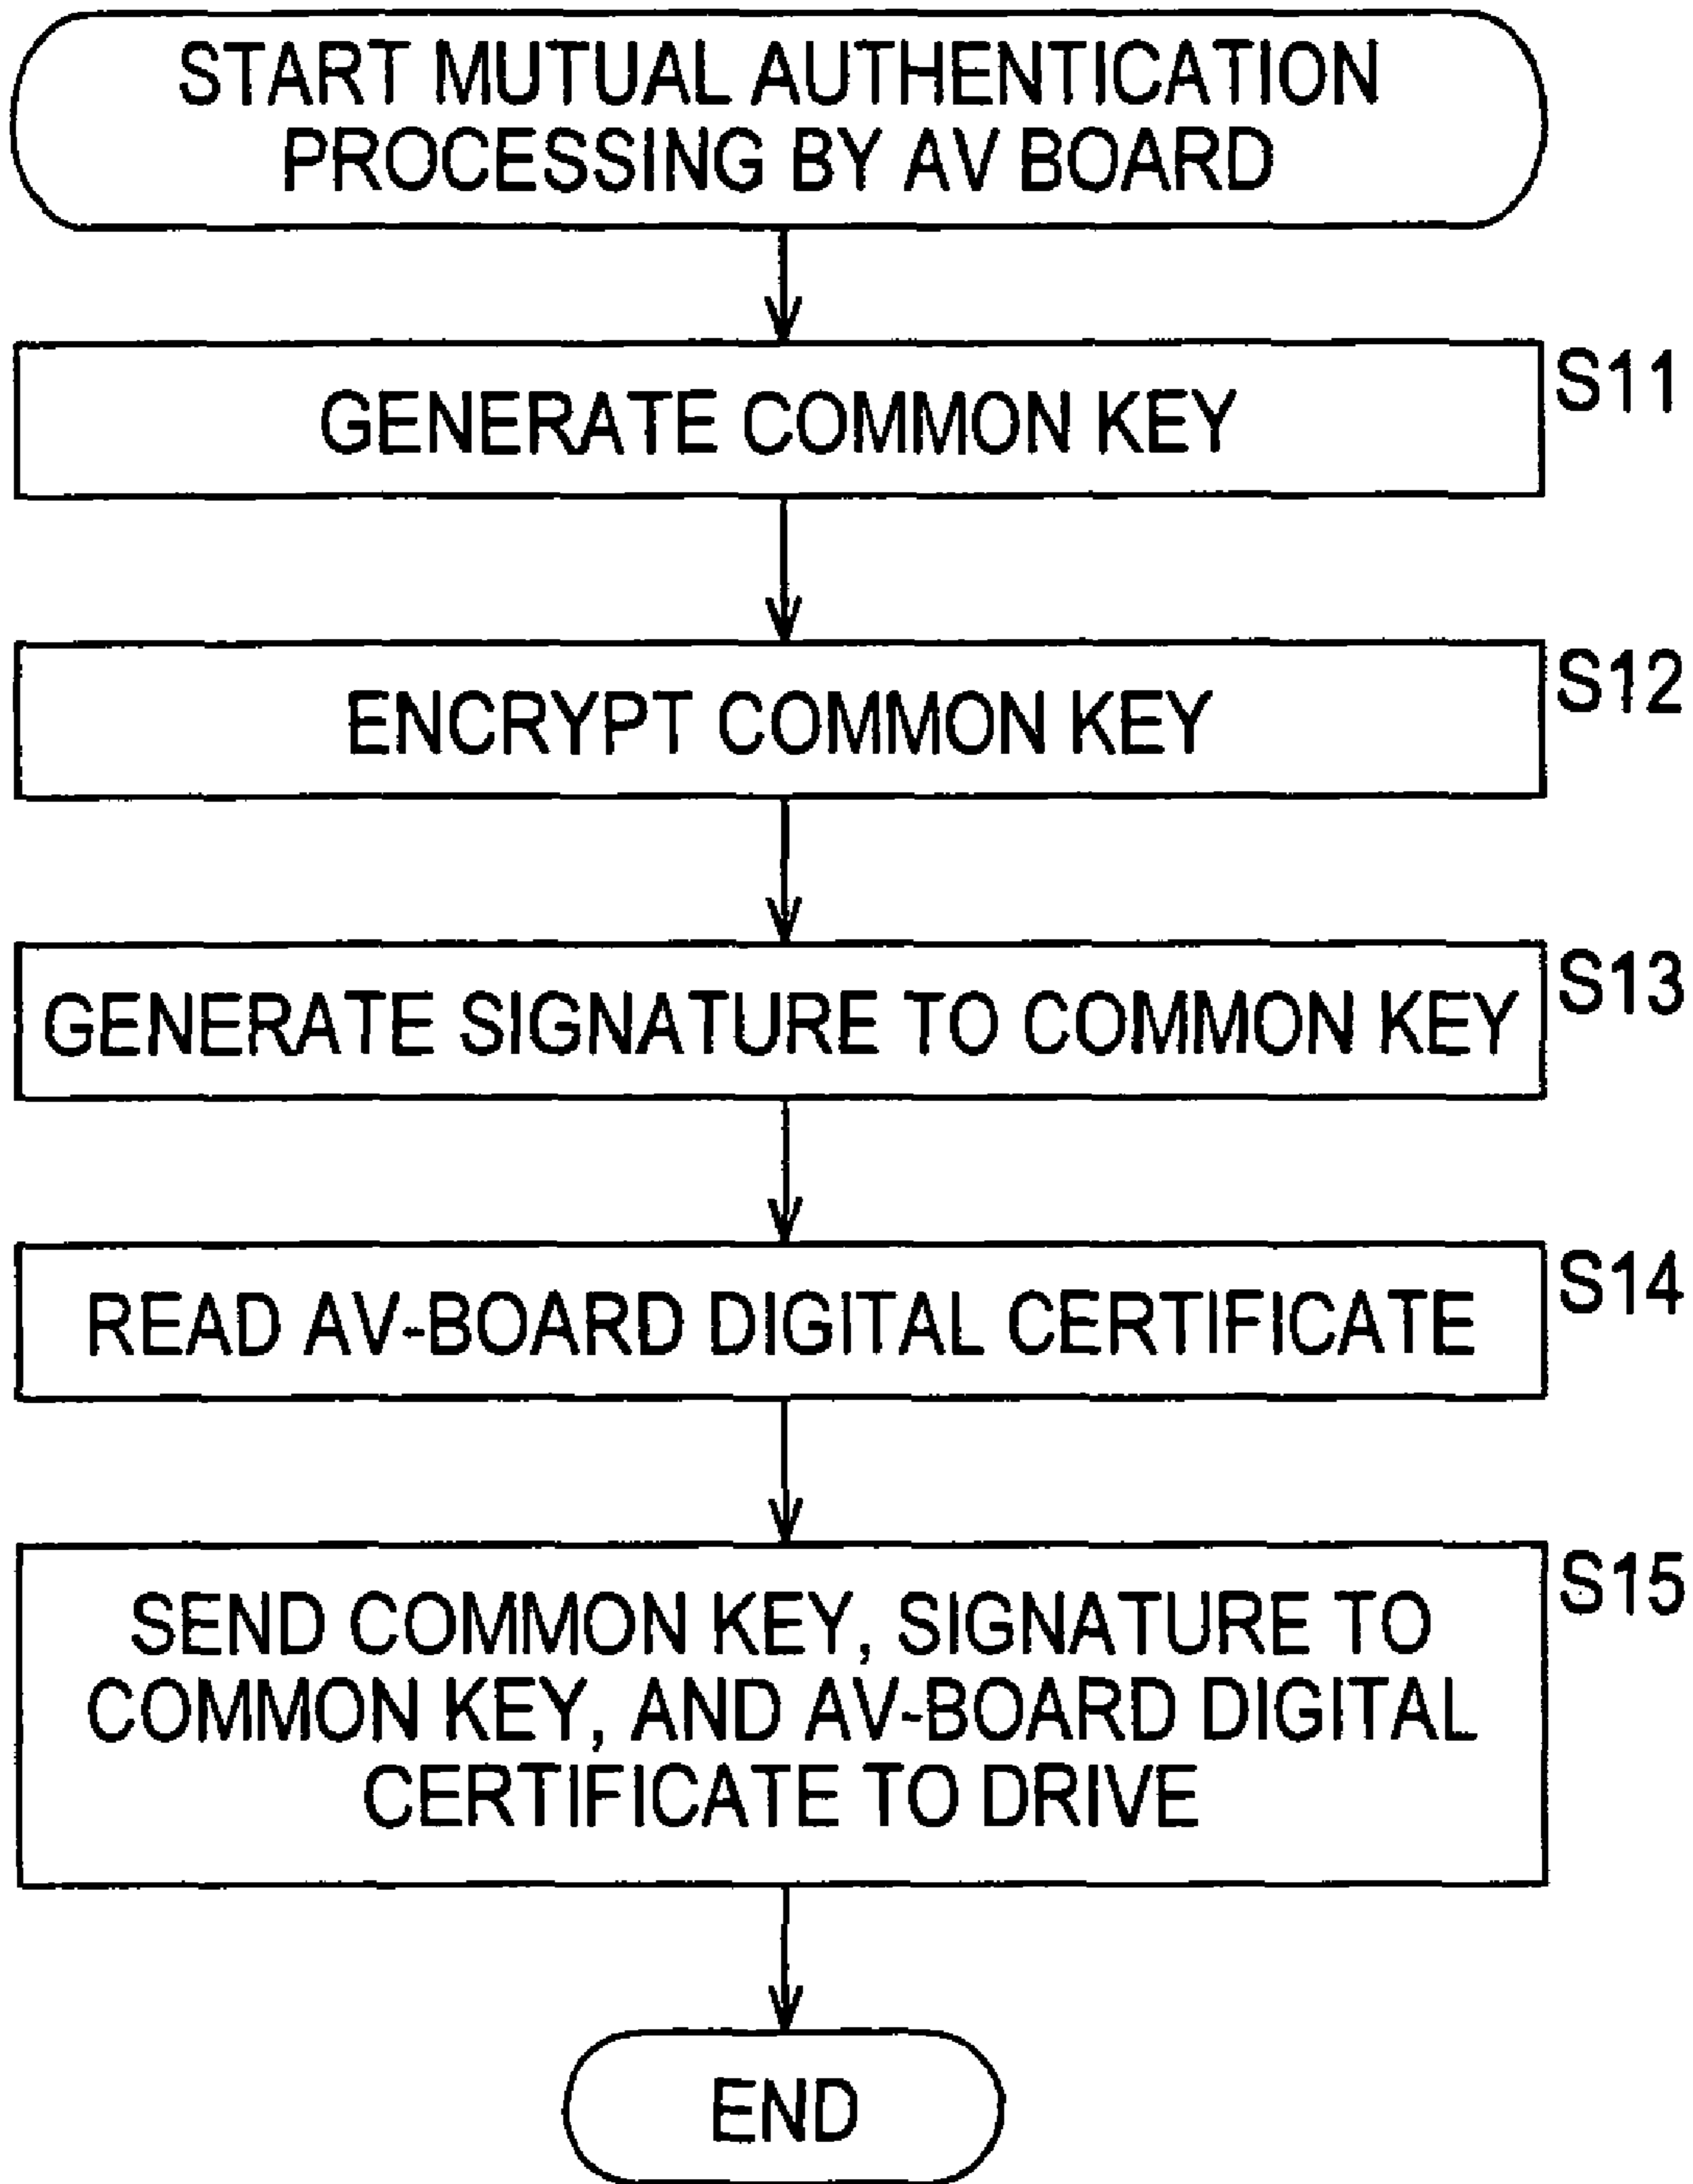 START MUTUAL AUTHENTICATION
PROCESSING BY AV BOARD
S11
GENERATE COMMON KEY
S12
ENCRYPT COMMON KEY
S13
GENERATE SIGNATURE TO COMMON KEY
S14
READ AV-BOARD DIGITAL CERTIFICATE
S15
SEND COMMON KEY, SIGNATURE TO
COMMON KEY, AND AV-BOARD DIGITAL
CERTIFICATE TO DRIVE
END